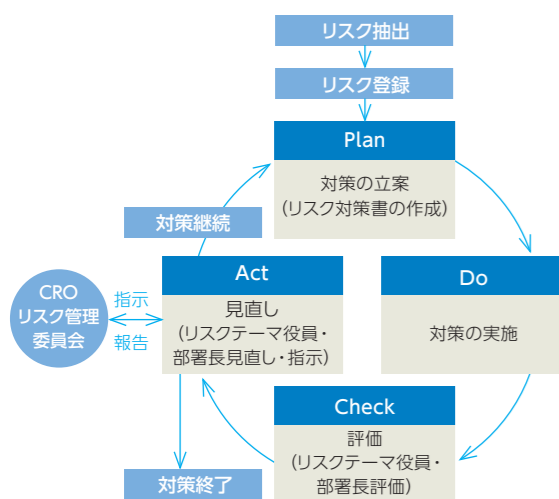 リスク抽出
リスク登録
Plan
対策の立案
(リスク対策書の作成)
対策継続
Act
見直し
(リスクテーマ役員・
部署長見直し・指示)
Do
対策の実施
CRO
リスク管理
委員会
指示
報告
Check
評価
(リスクテーマ役員・
部署長評価)
対策終了